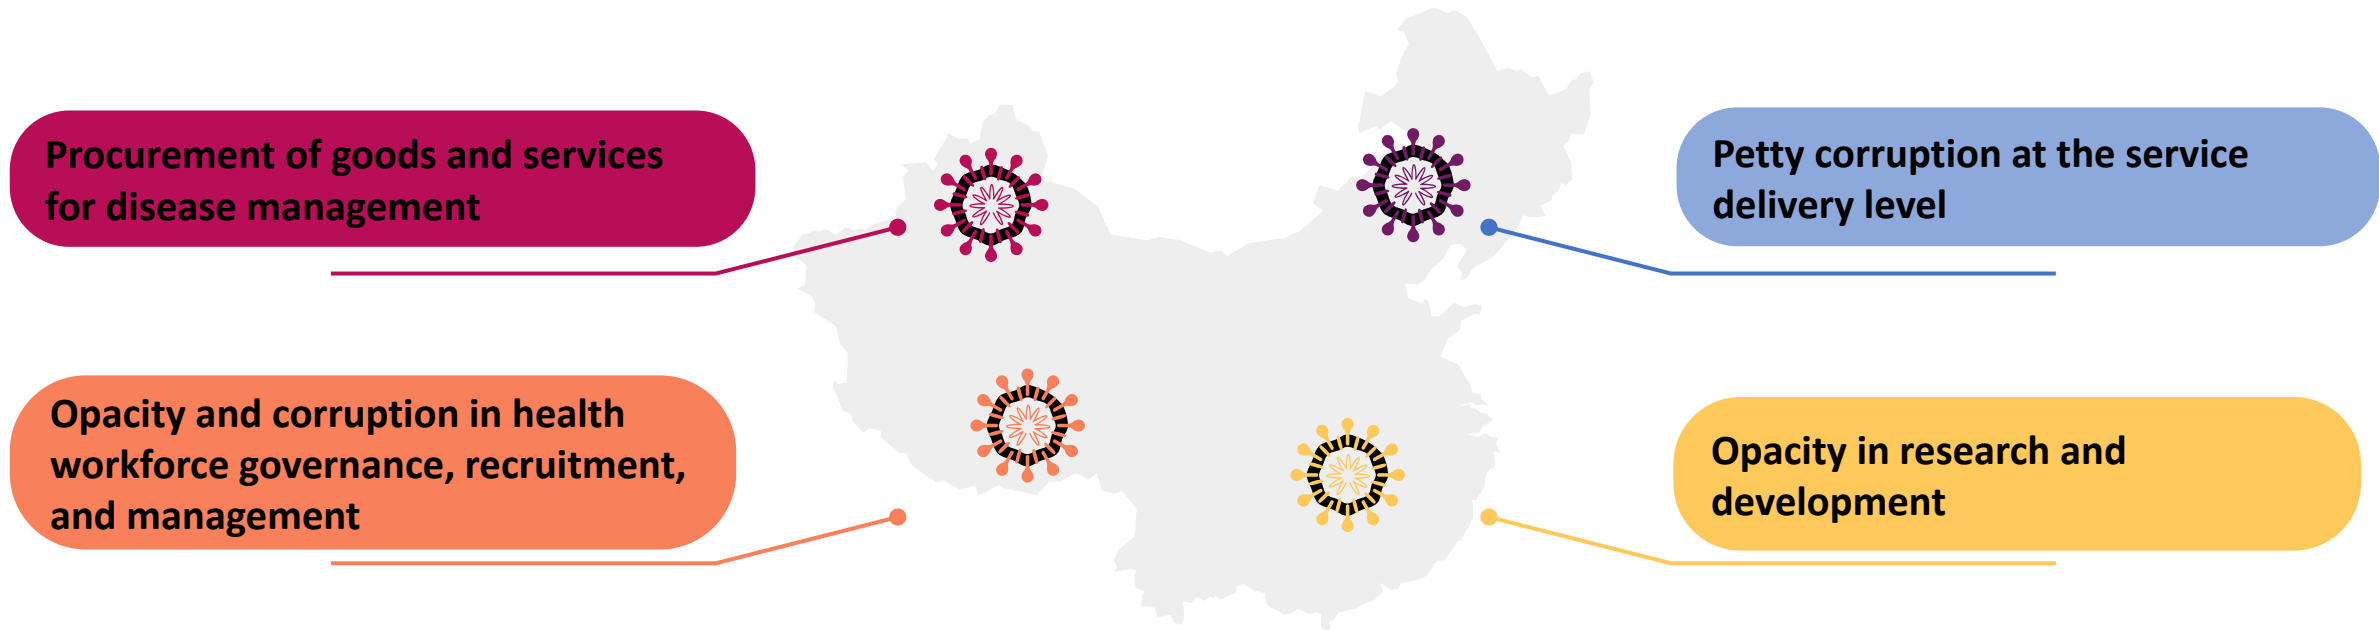 Procurement of goods and services
for disease management
Petty corruption at the service
delivery level
Opacity and corruption in health
workforce governance, recruitment,
and management
Opacity in research and
development